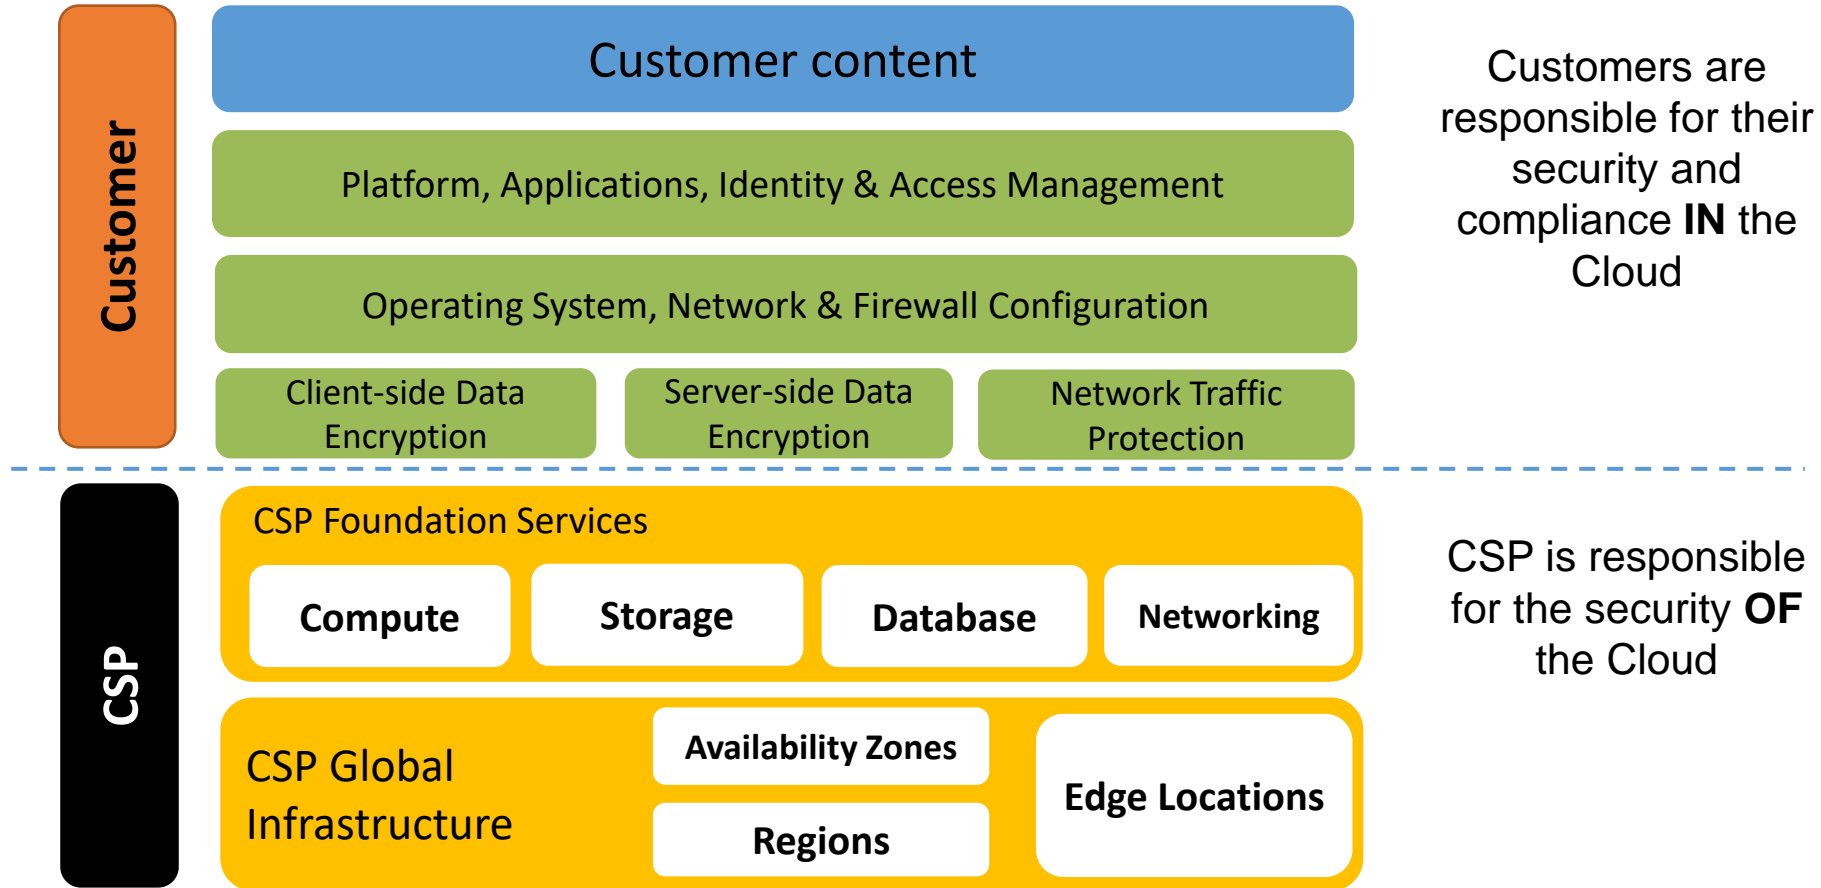 Customer
Customer content
Platform, Applications, Identity & Access Management
Operating System, Network & Firewall Configuration
Client-side Data
Encryption
Server-side Data
Encryption
Network Traffic
Protection
Customers are
responsible for their
security and
compliance IN the
Cloud
CSP
CSP Foundation Services
Compute
Storage
Database
Networking
CSP Global
Infrastructure
Availability Zones
Regions
Edge Locations
CSP is responsible
for the security OF
the Cloud